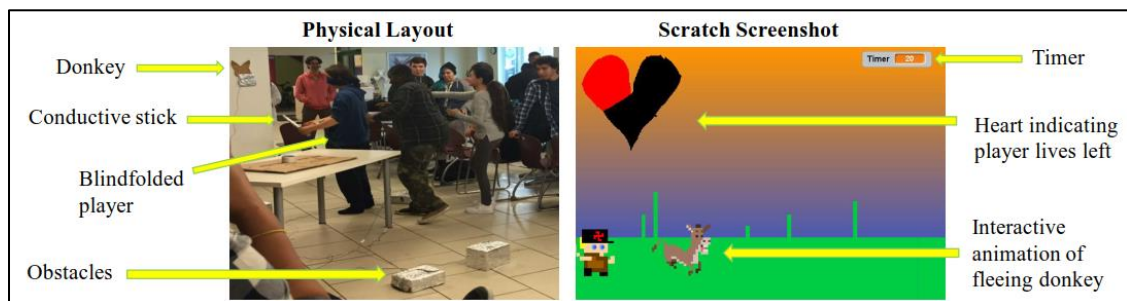 Physical Layout
Scratch Screenshot
Donkey
Conductive stick
Blindfolded
player
Obstacles
Timer 20
Timer
Heart indicating
player lives left
Interactive
animation of
fleeing donkey